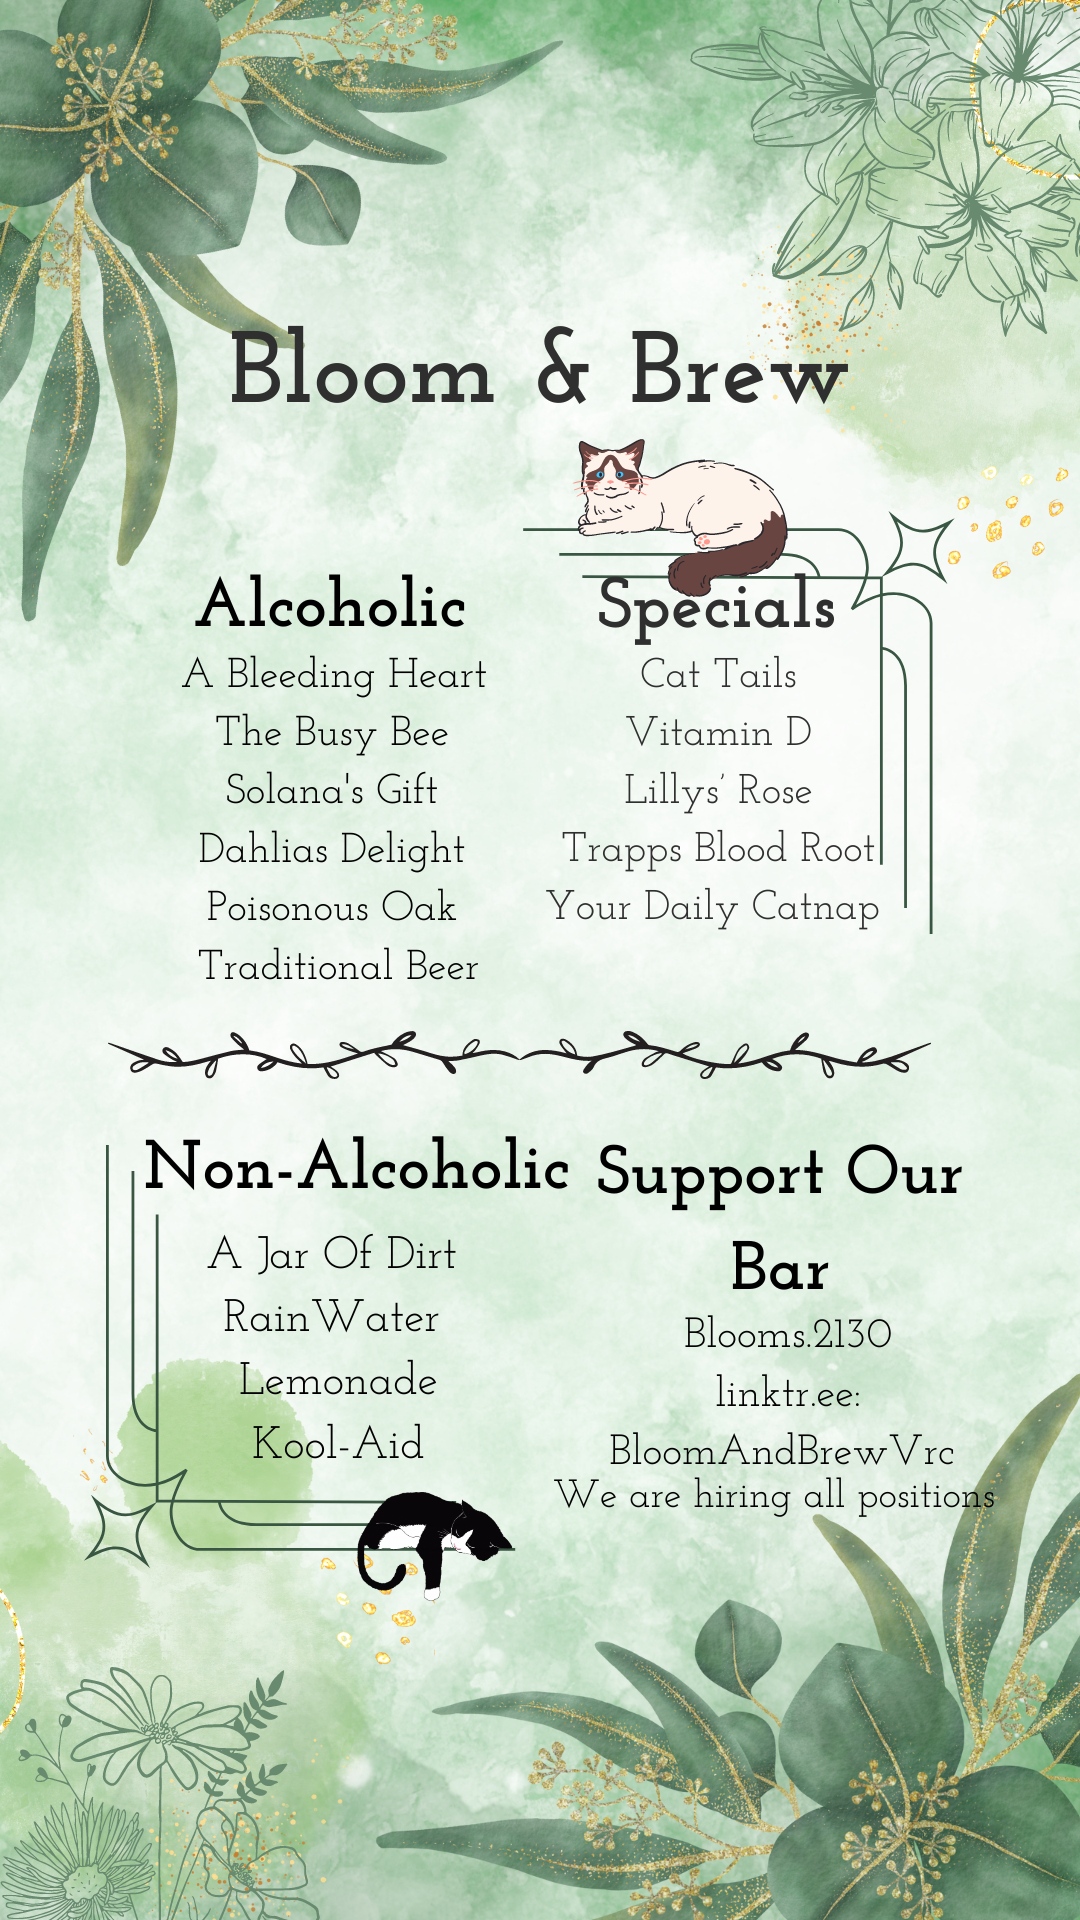 Bloom & Brew
Alcoholic
A Bleeding Heart
The Busy Bee
Solana's Gift
Dahlias Delight
Poisonous Oak
Traditional Beer
Specials
Cat Tails
Vitamin D
Lillys’ Rose
Trapps Blood Root
Your Daily Catnap
Non-Alcoholic
A Jar Of Dirt
RainWater
Lemonade
Kool-Aid
Support Our
Bar
Blooms.2130
linktr.ee:
BloomAndBrewVrc
We are hiring all positions